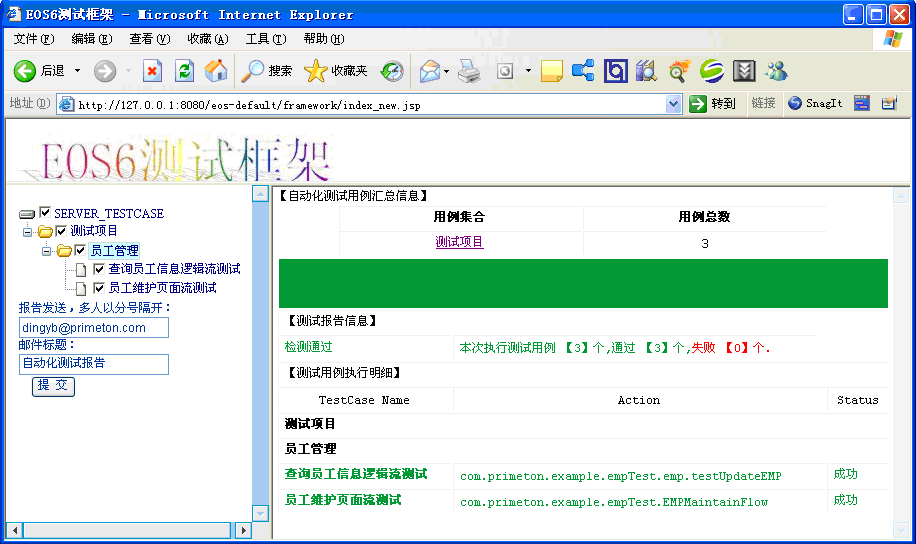 EOS6测试框架 - Microsoft Internet Explorer
文件(F) 编辑(E) 查看(V) 收藏(A) 工具(T) 帮助(H)
后退 搜索 收藏夹
地址(D) http://127.0.0.1:8080/eos-default/framework/index_new.jsp 转到 链接 SnagIt
EOS6测试框架
SERVER_TESTCASE
测试项目
员工管理
查询员工信息逻辑流测试
员工维护页面流测试
报告发送，多人以分号隔开：
dingyb@primeton.com
邮件标题：
自动化测试报告
提 交
【自动化测试用例汇总信息】
用例集合 用例总数
测试项目 3
【测试报告信息】
检测通过 本次执行测试用例 【3】个,通过 【3】个,失败 【0】个.
【测试用例执行明细】
TestCase Name Action Status
测试项目
员工管理
查询员工信息逻辑流测试 com.primeton.example.empTest.emp.testUpdateEMP 成功
员工维护页面流测试 com.primeton.example.empTest.EMPMaintainFlow 成功